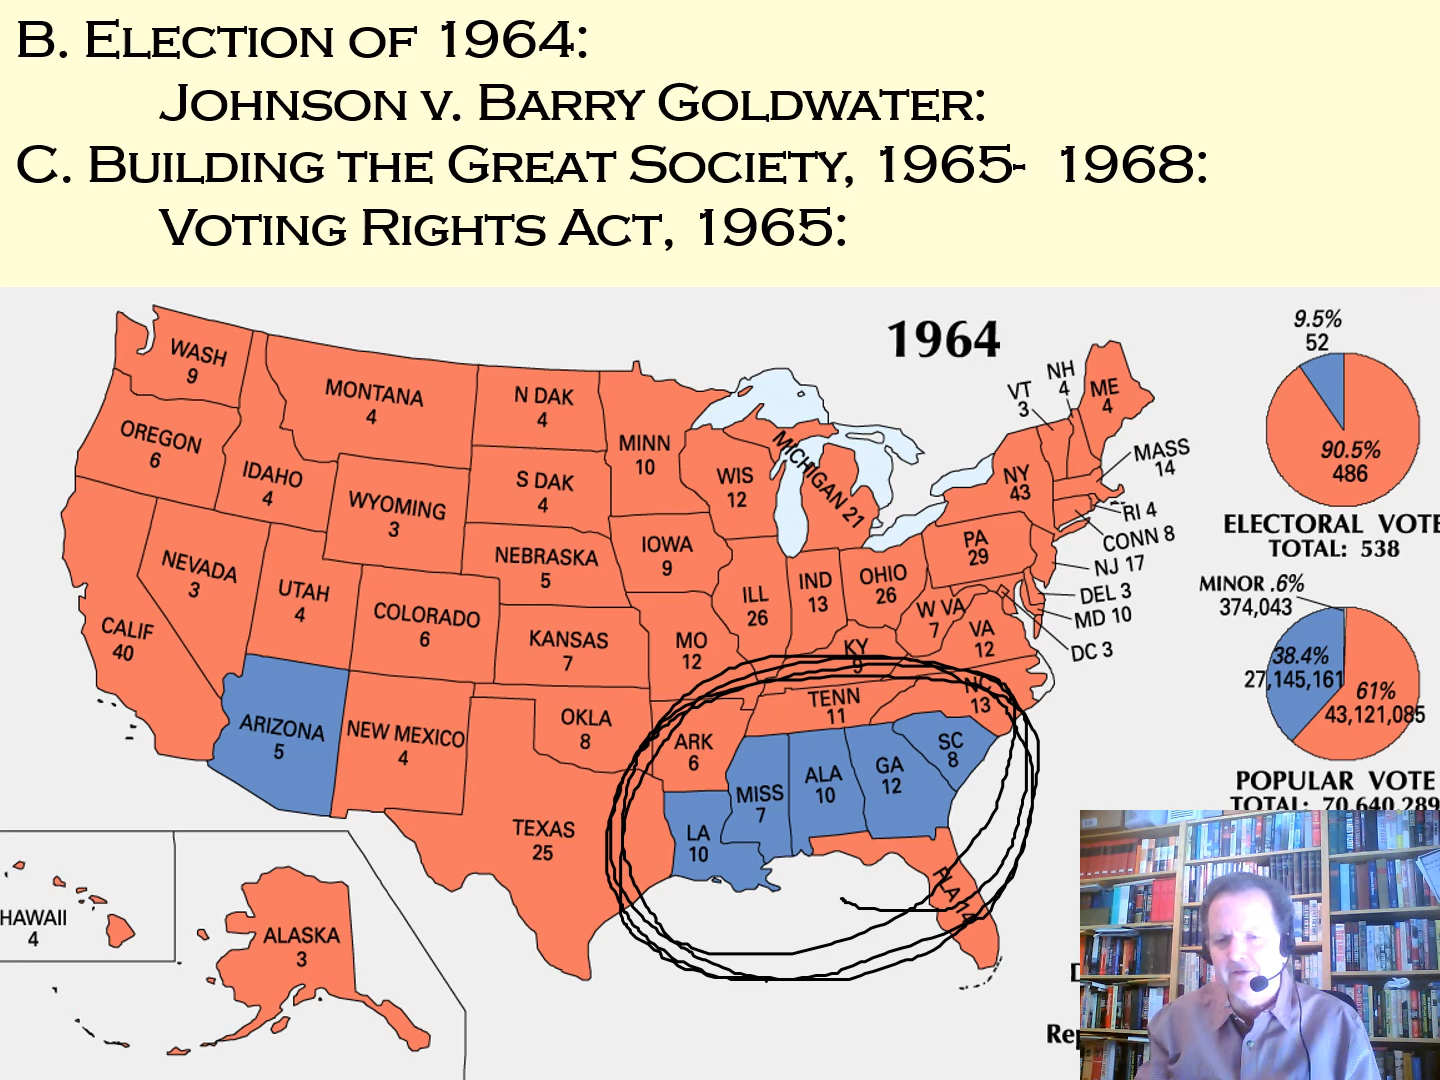 B. Election of 1964:
Johnson v. Barry Goldwater:
C. Building the Great Society, 1965- 1968:
Voting Rights Act, 1965:
1964
WASH
9
OREGON
6
CALIF
40
NEVADA
3
IDAHO
4
MONTANA
4
WYOMING
3
UTAH
4
COLORADO
6
ARIZONA
5
NEW MEXICO
4
N DAK
4
S DAK
4
NEBRASKA
5
KANSAS
7
OKLA
8
TEXAS
25
MINN
10
IOWA
9
MO
12
ARK
6
LA
10
WIS
12
ILL
26
MICHIGAN 21
IND
13
OHIO
26
KY
9
TENN
11
MISS
7
ALA
10
GA
12
SC
8
NC
13
FLA 14
W VA
7
VA
12
PA
29
NY
43
VT
3
NH
4
ME
4
MASS
14
RI 4
CONN 8
NJ 17
DEL 3
MD 10
DC 3
HAWAII
4
ALASKA
3
9.5%
52
90.5%
486
ELECTORAL VOTE
TOTAL: 538
MINOR .6%
374,043
38.4%
27,145,161
61%
43,121,085
POPULAR VOTE
TOTAL: 70,640,289